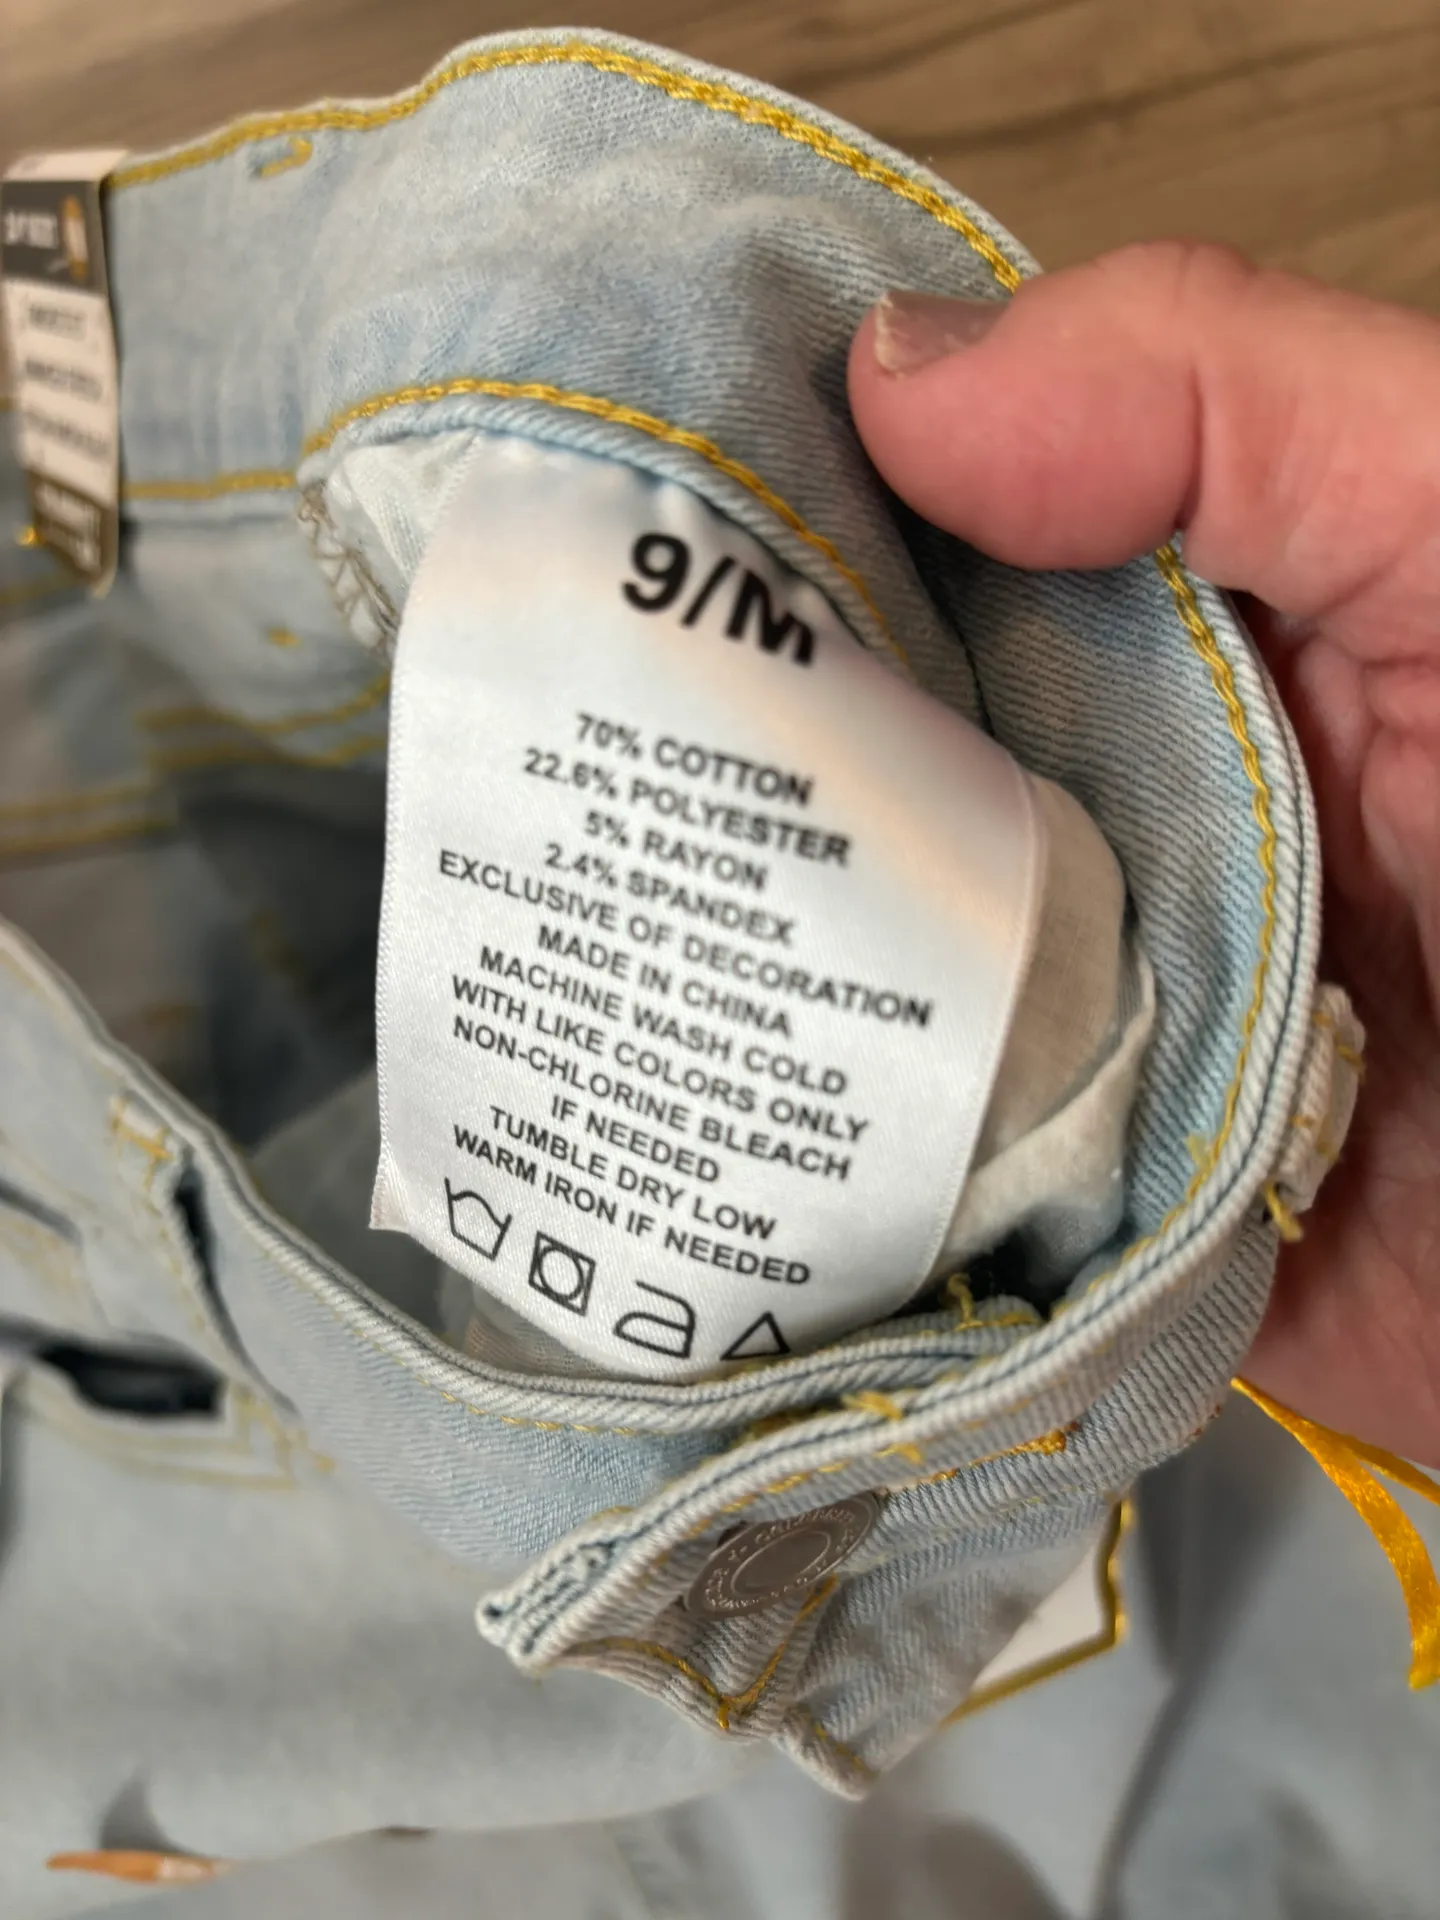 9/M
70% COTTON
22.6% POLYESTER
5% RAYON
2.4% SPANDEX
EXCLUSIVE OF DECORATION
MADE IN CHINA
MACHINE WASH COLD
WITH LIKE COLORS ONLY
NON-CHLORINE BLEACH
IF NEEDED
TUMBLE DRY LOW
WARM IRON IF NEEDED